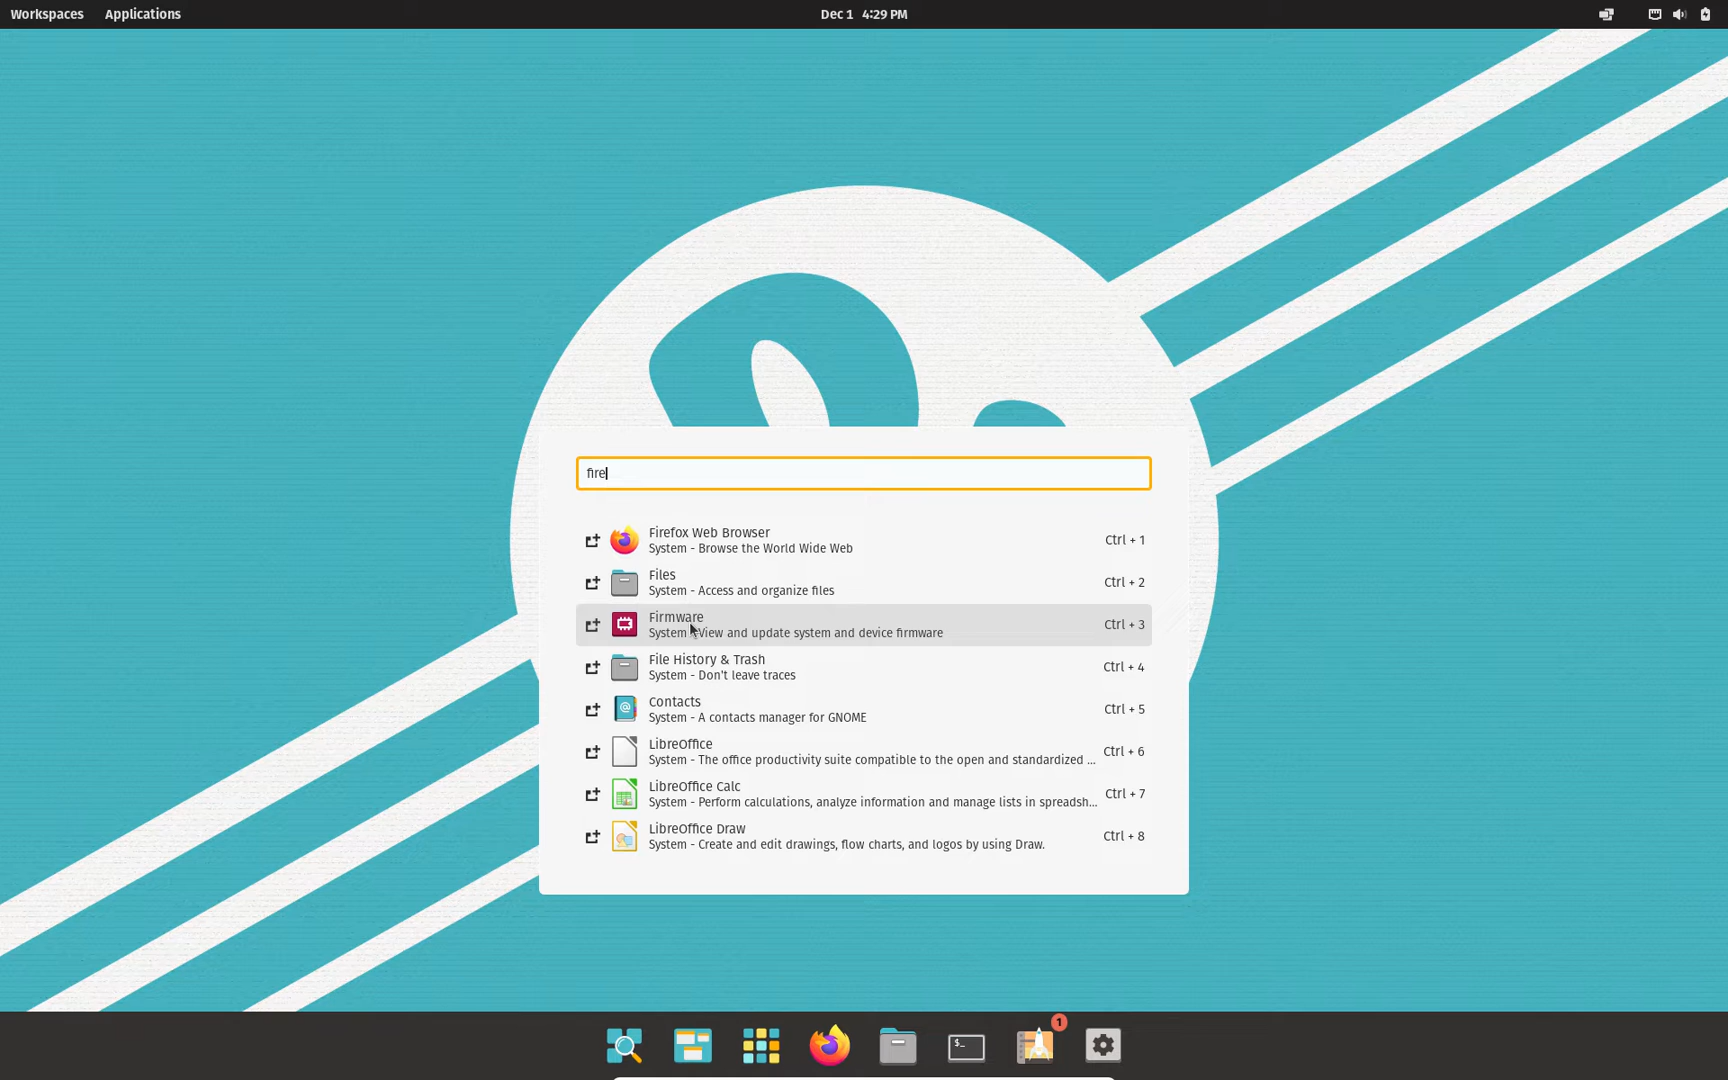 Workspaces Applications Dec 1 4:29 PM
fire
Firefox Web Browser
System - Browse the World Wide Web
Ctrl + 1
Files
System - Access and organize files
Ctrl + 2
Firmware
System - View and update system and device firmware
Ctrl + 3
File History & Trash
System - Don't leave traces
Ctrl + 4
Contacts
System - A contacts manager for GNOME
Ctrl + 5
LibreOffice
System - The office productivity suite compatible to the open and standardized ...
Ctrl + 6
LibreOffice Calc
System - Perform calculations, analyze information and manage lists in spreadsh...
Ctrl + 7
LibreOffice Draw
System - Create and edit drawings, flow charts, and logos by using Draw.
Ctrl + 8
$_
1